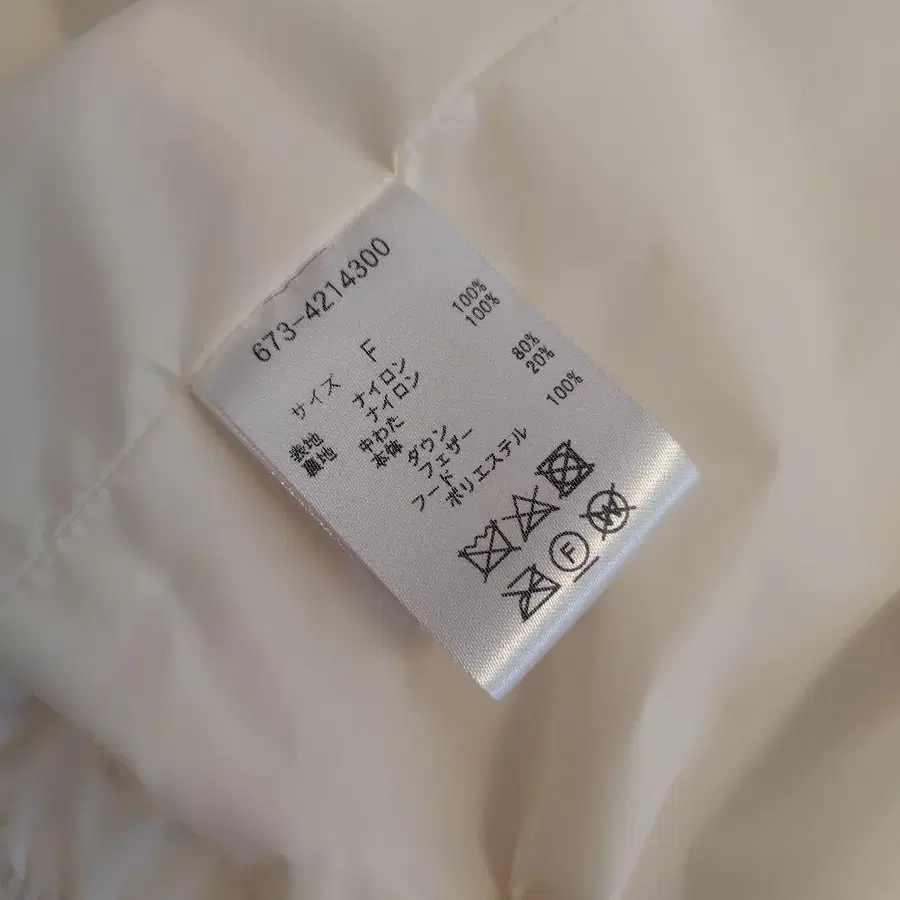 673-4214300
サイズ F
表地 ナイロン 100%
裏地 ナイロン 100%
中わた
本体 ダウン 80%
フェザー 20%
フード
ポリエステル 100%
F
W